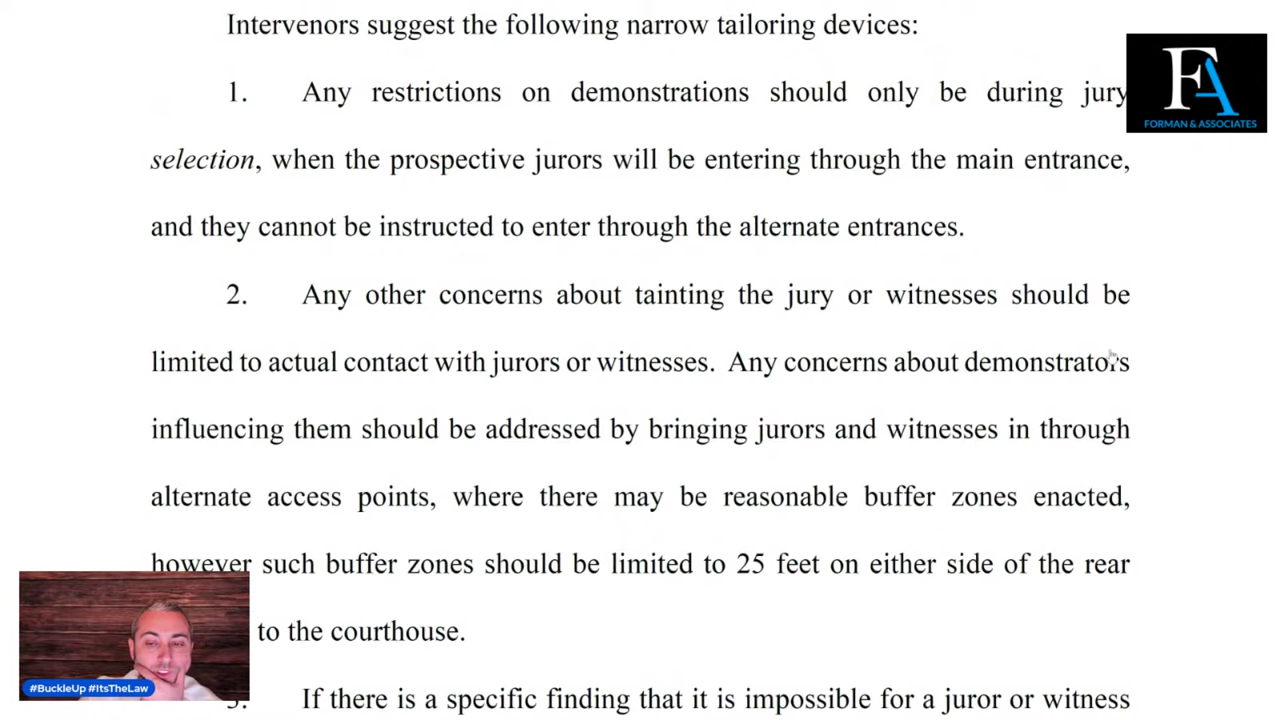 Intervenors suggest the following narrow tailoring devices:
1. Any restrictions on demonstrations should only be during jury
selection, when the prospective jurors will be entering through the main entrance,
and they cannot be instructed to enter through the alternate entrances.
2. Any other concerns about tainting the jury or witnesses should be
limited to actual contact with jurors or witnesses. Any concerns about demonstrators
influencing them should be addressed by bringing jurors and witnesses in through
alternate access points, where there may be reasonable buffer zones enacted,
however such buffer zones should be limited to 25 feet on either side of the rear
to the courthouse.
3. If there is a specific finding that it is impossible for a juror or witness
FA
FORMAN & ASSOCIATES
#BuckleUp #ItsTheLaw